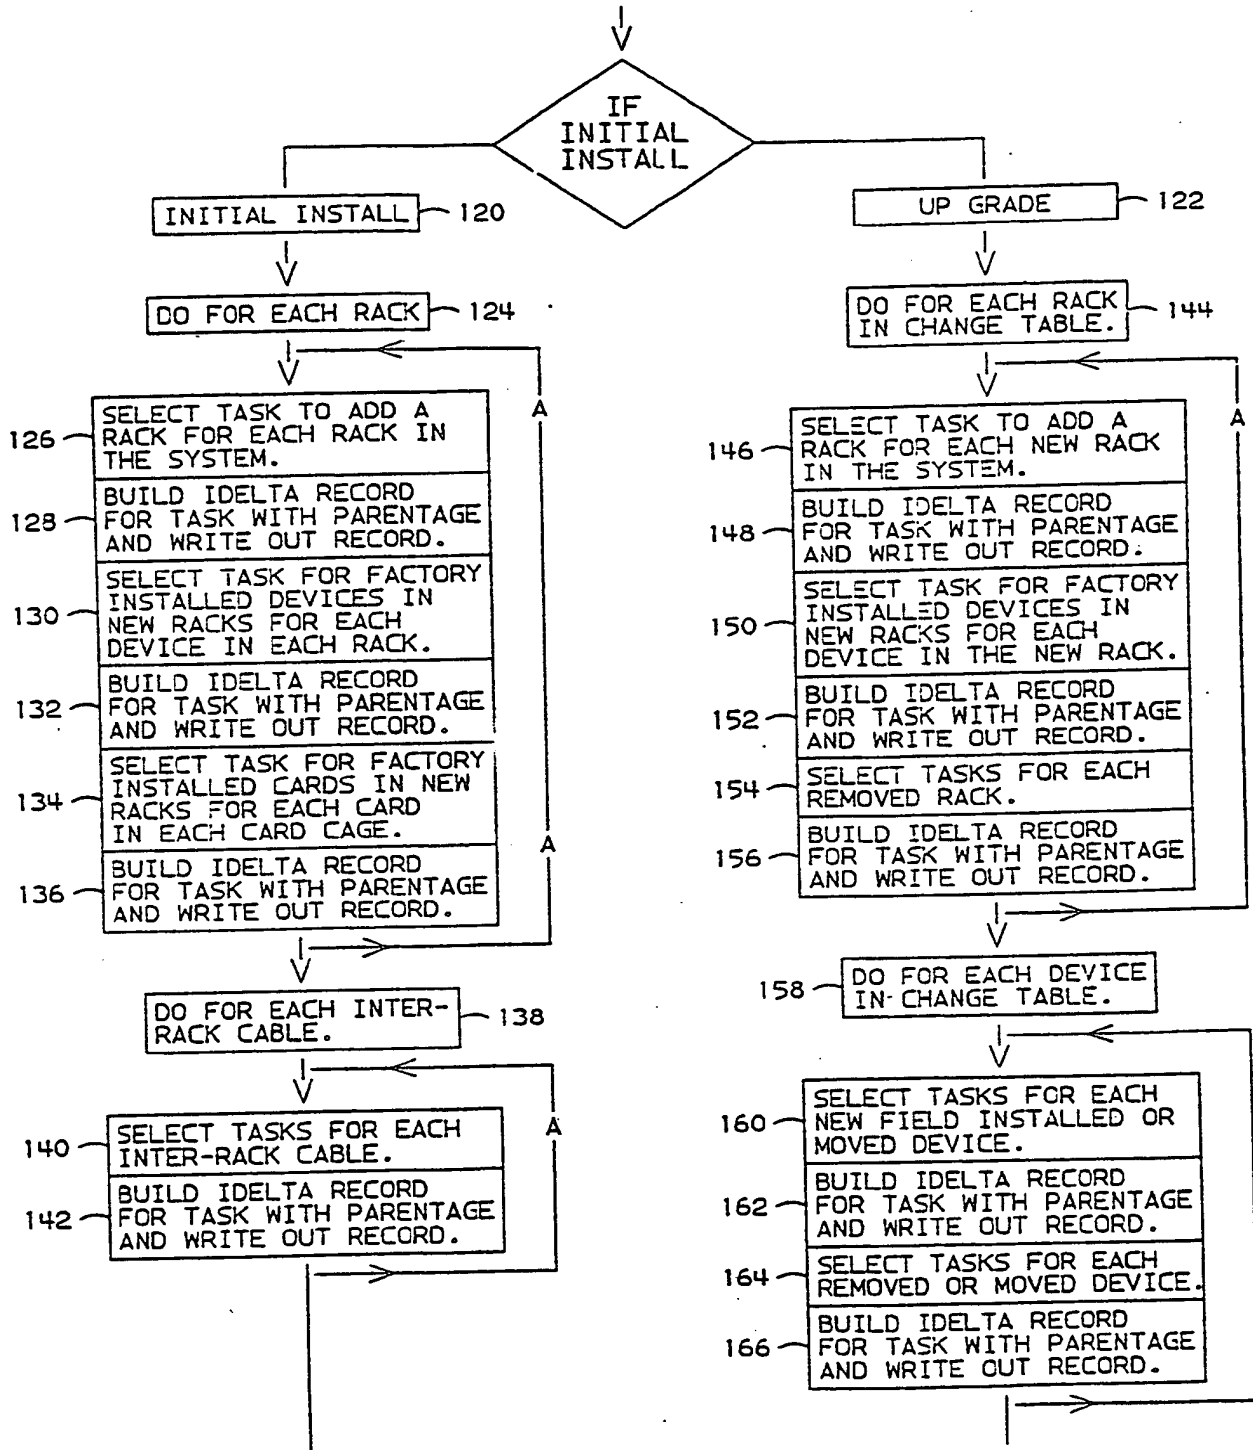 IF
INITIAL
INSTALL
INITIAL INSTALL
120
DO FOR EACH RACK
124
A
126
SELECT TASK TO ADD A
RACK FOR EACH RACK IN
THE SYSTEM.
128
BUILD IDELTA RECORD
FOR TASK WITH PARENTAGE
AND WRITE OUT RECORD.
130
SELECT TASK FOR FACTORY
INSTALLED DEVICES IN
NEW RACKS FOR EACH
DEVICE IN EACH RACK.
132
BUILD IDELTA RECORD
FOR TASK WITH PARENTAGE
AND WRITE OUT RECORD.
134
SELECT TASK FOR FACTORY
INSTALLED CARDS IN NEW
RACKS FOR EACH CARD
IN EACH CARD CAGE.
A
136
BUILD IDELTA RECORD
FOR TASK WITH PARENTAGE
AND WRITE OUT RECORD.
DO FOR EACH INTER-
RACK CABLE.
138
A
140
SELECT TASKS FOR EACH
INTER-RACK CABLE.
142
BUILD IDELTA RECORD
FOR TASK WITH PARENTAGE
AND WRITE OUT RECORD.
UP GRADE
122
DO FOR EACH RACK
IN CHANGE TABLE.
144
A
146
SELECT TASK TO ADD A
RACK FOR EACH NEW RACK
IN THE SYSTEM.
148
BUILD IDELTA RECORD
FOR TASK WITH PARENTAGE
AND WRITE OUT RECORD.
150
SELECT TASK FOR FACTORY
INSTALLED DEVICES IN
NEW RACKS FOR EACH
DEVICE IN THE NEW RACK.
152
BUILD IDELTA RECORD
FOR TASK WITH PARENTAGE
AND WRITE OUT RECORD.
154
SELECT TASKS FOR EACH
REMOVED RACK.
156
BUILD IDELTA RECORD
FOR TASK WITH PARENTAGE
AND WRITE OUT RECORD.
158
DO FOR EACH DEVICE
IN CHANGE TABLE.
160
SELECT TASKS FOR EACH
NEW FIELD INSTALLED OR
MOVED DEVICE.
162
BUILD IDELTA RECORD
FOR TASK WITH PARENTAGE
AND WRITE OUT RECORD.
164
SELECT TASKS FOR EACH
REMOVED OR MOVED DEVICE.
166
BUILD IDELTA RECORD
FOR TASK WITH PARENTAGE
AND WRITE OUT RECORD.